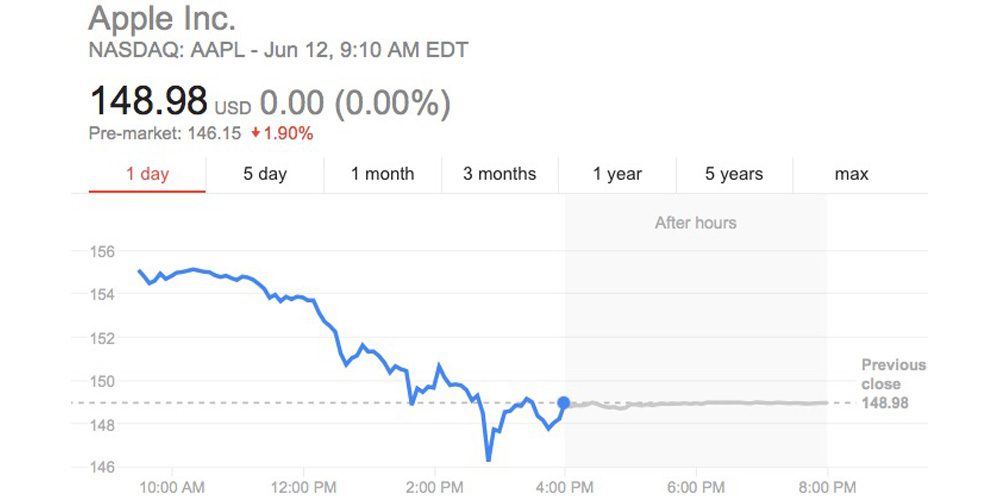 Apple Inc.
NASDAQ: AAPL - Jun 12, 9:10 AM EDT
148.98 USD 0.00 (0.00%)
Pre-market: 146.15 ↓1.90%
1 day 5 day 1 month 3 months 1 year 5 years max
After hours
156
154
152
150
148
146
Previous
close
148.98
10:00 AM 12:00 PM 2:00 PM 4:00 PM 6:00 PM 8:00 PM